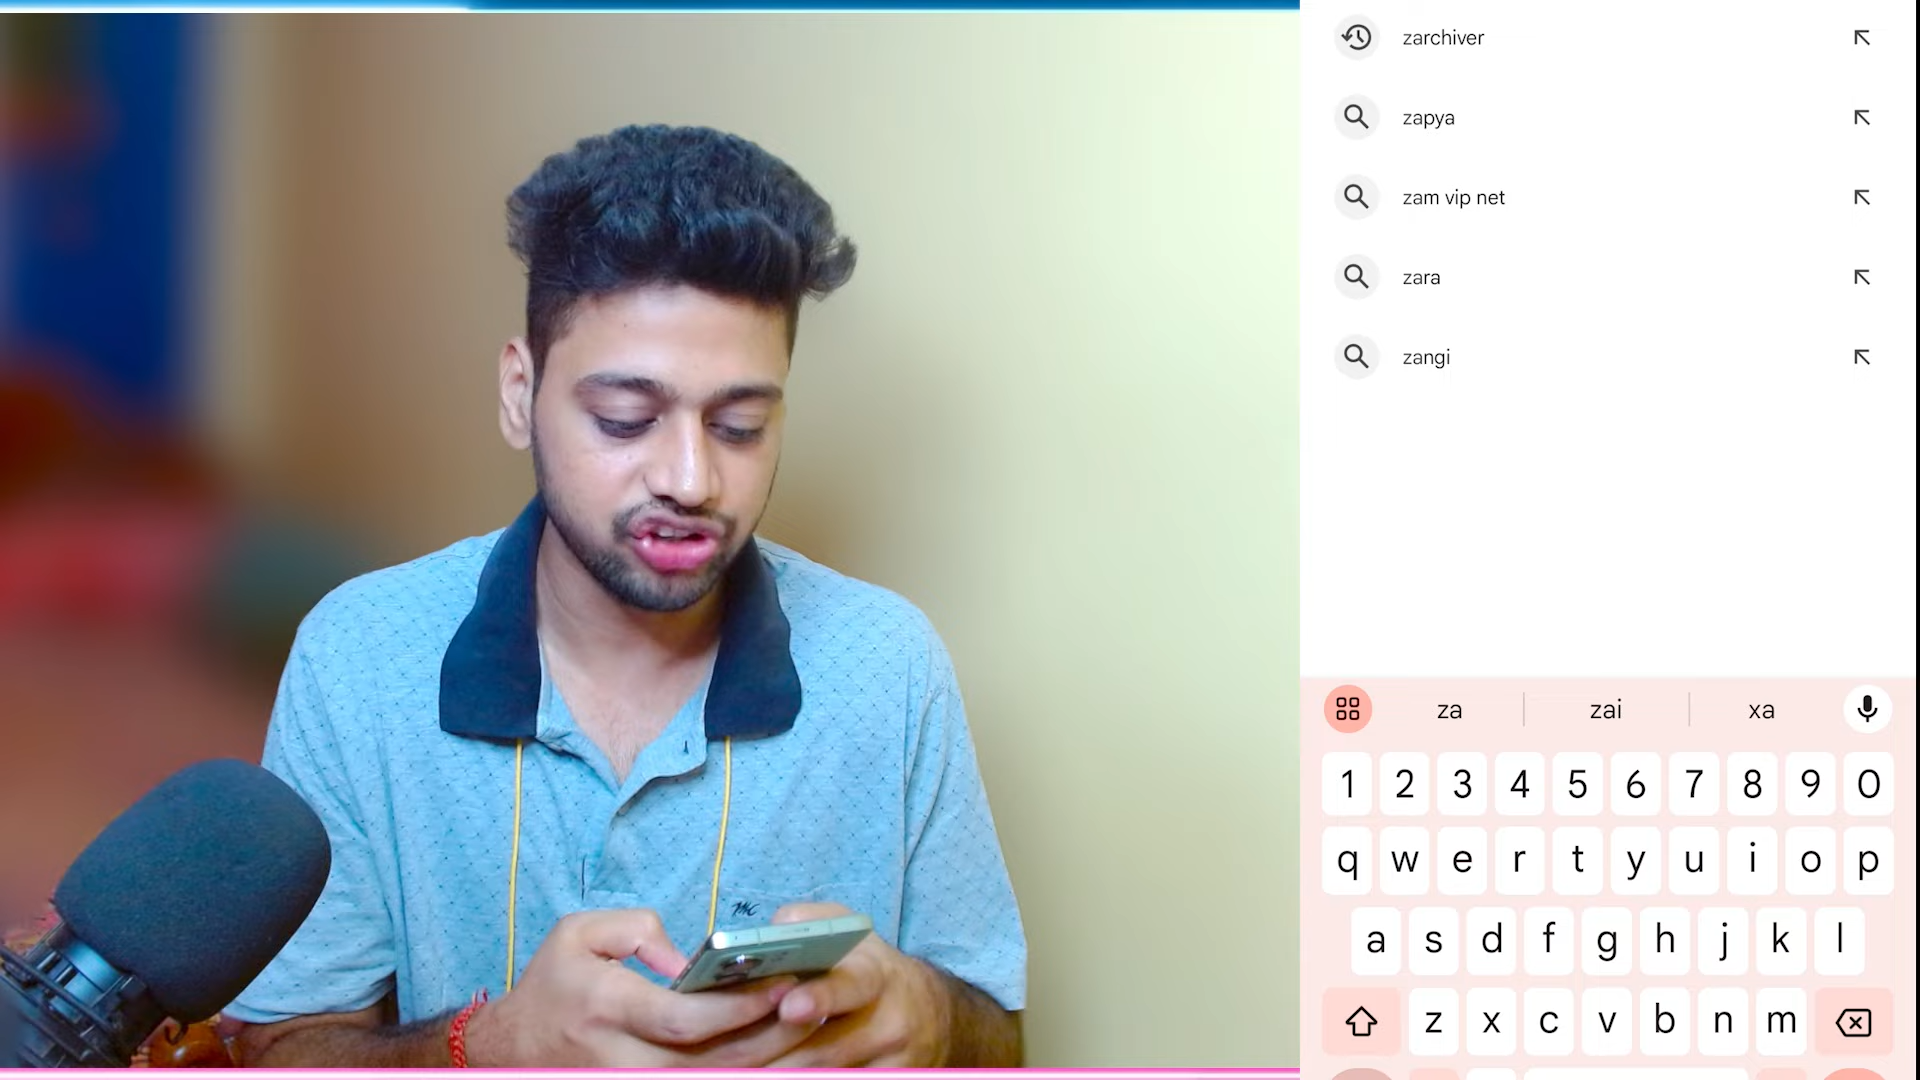 zarchiver
zapya
zam vip net
zara
zangi
za zai xa
1 2 3 4 5 6 7 8 9 0
q w e r t y u i o p
a s d f g h j k l
z x c v b n m
MC